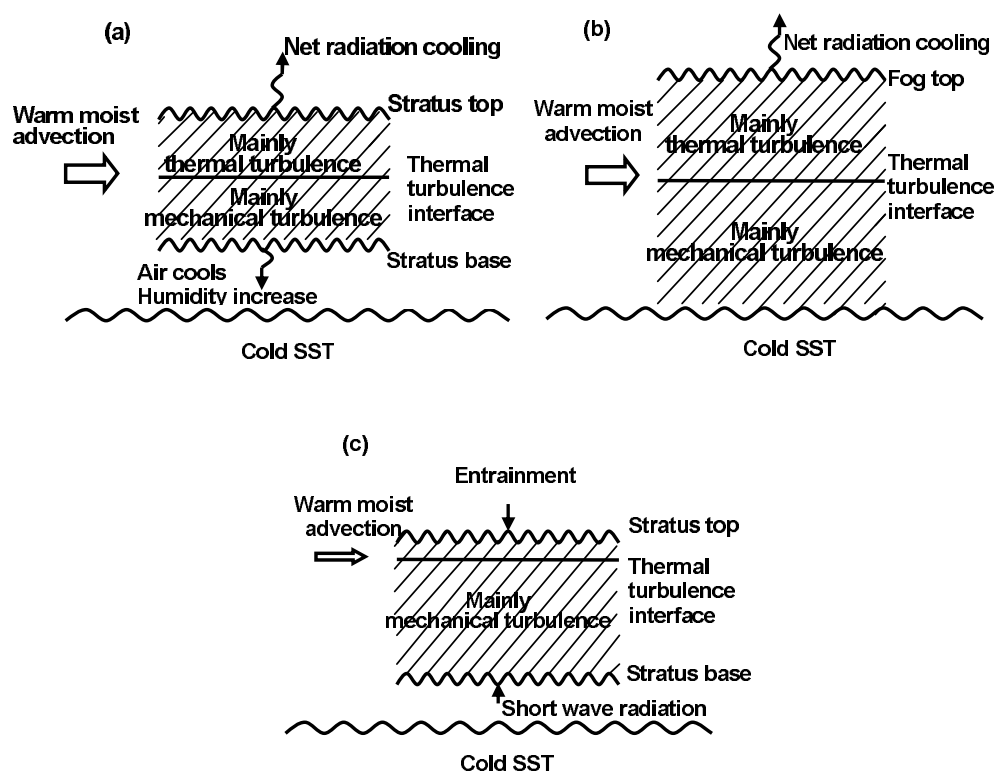 (a)
Net radiation cooling
Warm moist
advection
Stratus top
Mainly
thermal turbulence
Thermal
turbulence
interface
Mainly
mechanical turbulence
Stratus base
Air cools
Humidity increase
Cold SST
(b)
Net radiation cooling
Fog top
Warm moist
advection
Mainly
thermal turbulence
Thermal
turbulence
interface
Mainly
mechanical turbulence
Cold SST
(c)
Entrainment
Warm moist
advection
Stratus top
Thermal
turbulence
interface
Mainly
mechanical turbulence
Stratus base
Short wave radiation
Cold SST